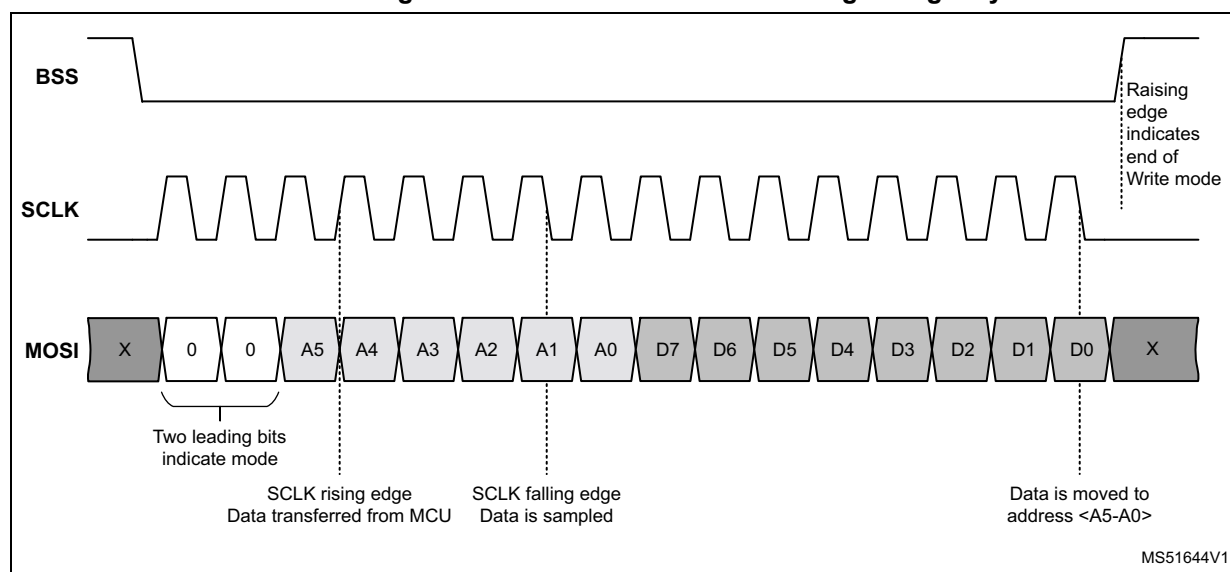 BSS
Raising
edge
indicates
end of
Write mode
SCLK
MOSI X 0 0 A5 A4 A3 A2 A1 A0 D7 D6 D5 D4 D3 D2 D1 D0 X
Two leading bits
indicate mode
SCLK rising edge
Data transferred from MCU
SCLK falling edge
Data is sampled
Data is moved to
address <A5-A0>
MS51644V1